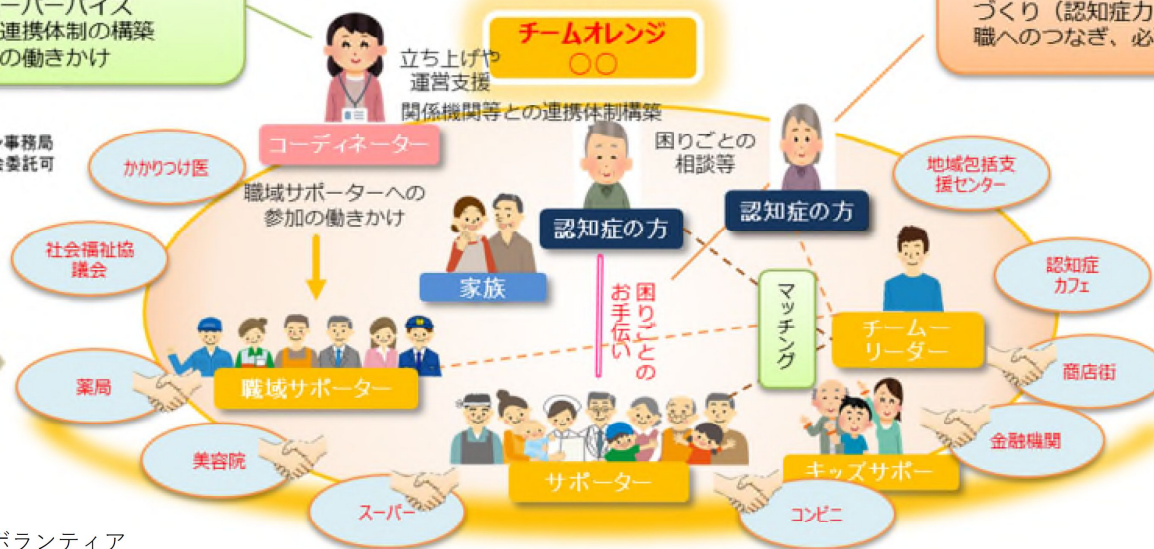 ーパーバイズ
連携体制の構築
の働きかけ
チームオレンジ
○○
づくり（認知症力
職へのつなぎ、必
立ち上げや
運営支援
関係機関等との連携体制構築
コーディネーター
事務局
委託可
かかりつけ医
困りごとの
相談等
地域包括支
援センター
職域サポーターへの
参加の働きかけ
認知症の方
認知症の方
社会福祉協
議会
家族
認知症
カフェ
困りごとの
お手伝い
マッチング
チームー
リーダー
職域サポーター
薬局
商店街
美容院
金融機関
サポーター
キッズサポー
スーパー
コンビニ
ボランティア